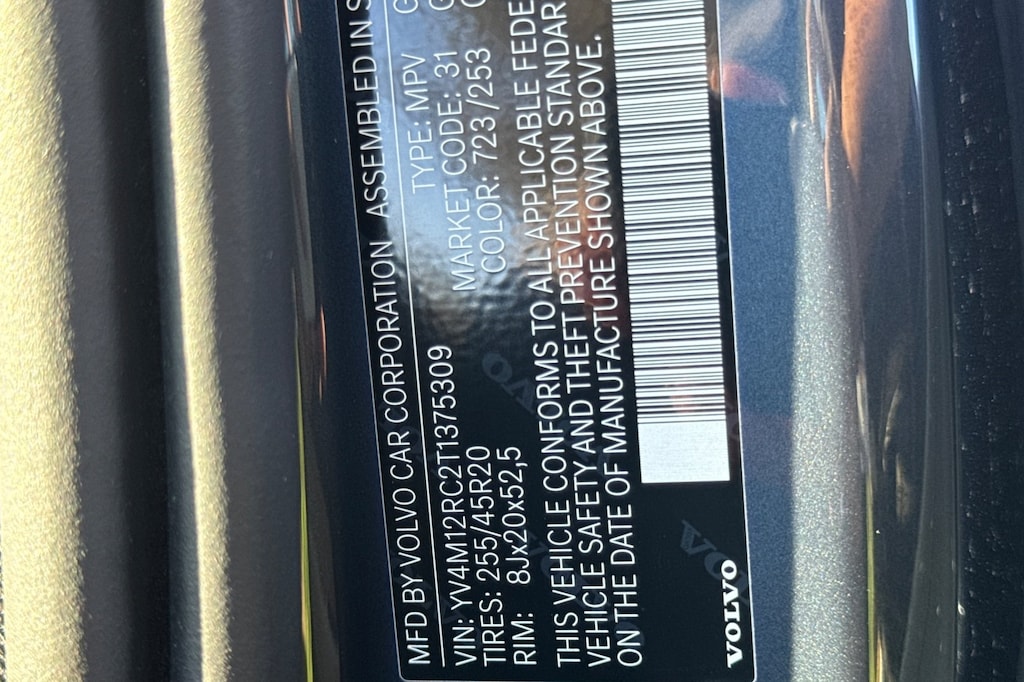 MFD BY VOLVO CAR CORPORATION ASSEMBLED IN
VIN: YV4M12RC2T1375309 TYPE: MPV
TIRES: 255/45R20 MARKET CODE: 31
RIM: 8Jx20x52,5 COLOR: 723/253
THIS VEHICLE CONFORMS TO ALL APPLICABLE FEDE
VEHICLE SAFETY AND THEFT PREVENTION STANDAR
ON THE DATE OF MANUFACTURE SHOWN ABOVE.
VOLVO